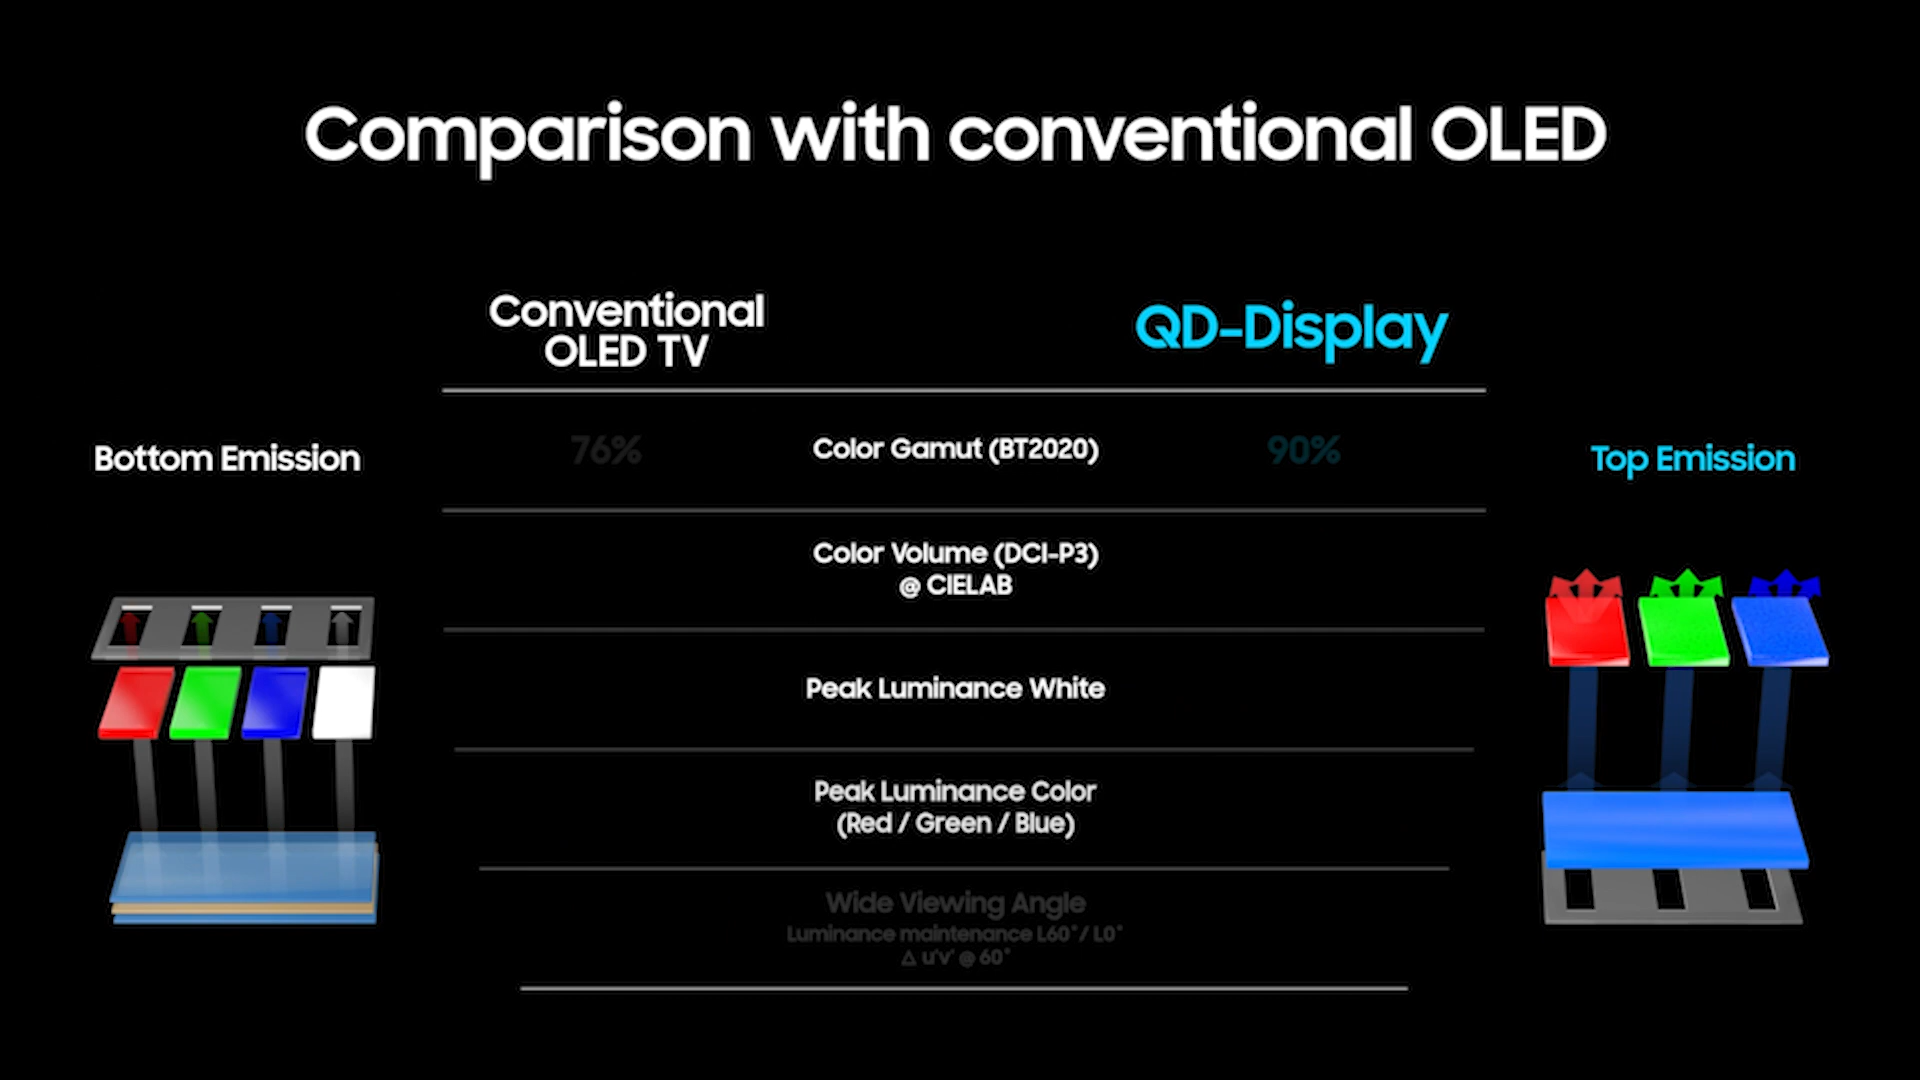 Comparison with conventional OLED
Conventional
OLED TV
QD-Display
Bottom Emission
76%
Color Gamut (BT2020)
90%
Top Emission
Color Volume (DCI-P3)
@ CIELAB
Peak Luminance White
Peak Luminance Color
(Red / Green / Blue)
Wide Viewing Angle
Luminance maintenance L60˚/ L0˚
Δ u'v' @ 60˚